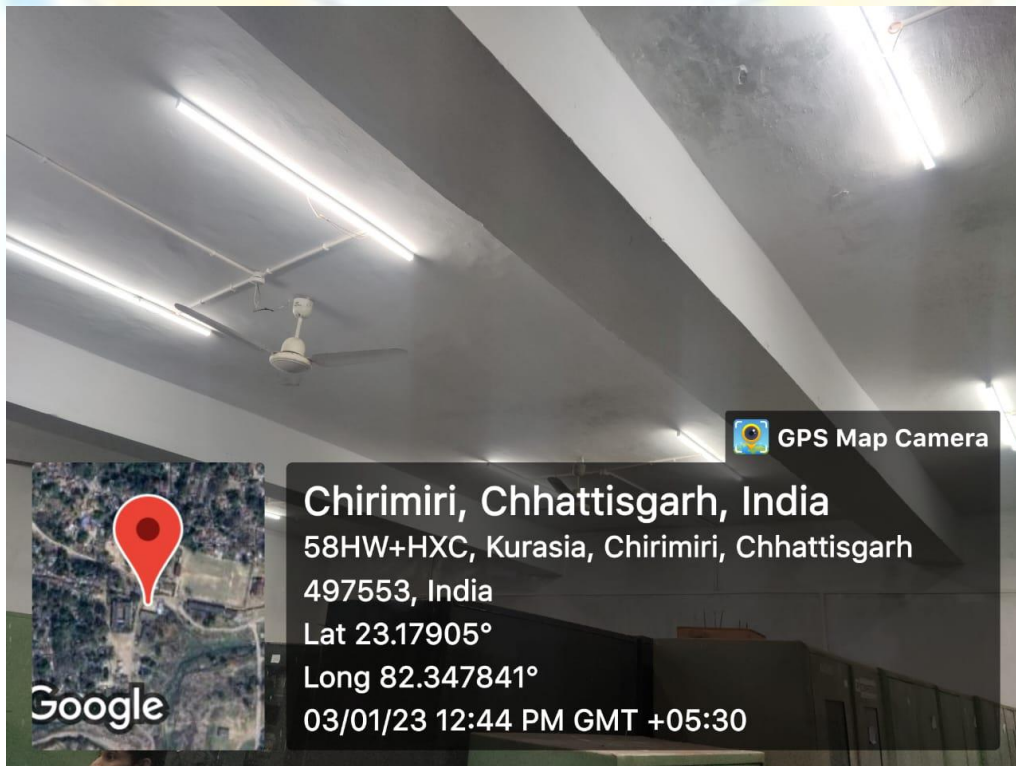 GPS Map Camera
Chirimiri, Chhattisgarh, India
58HW+HXC, Kurasia, Chirimiri, Chhattisgarh
497553, India
Lat 23.17905°
Long 82.347841°
03/01/23 12:44 PM GMT +05:30
Google